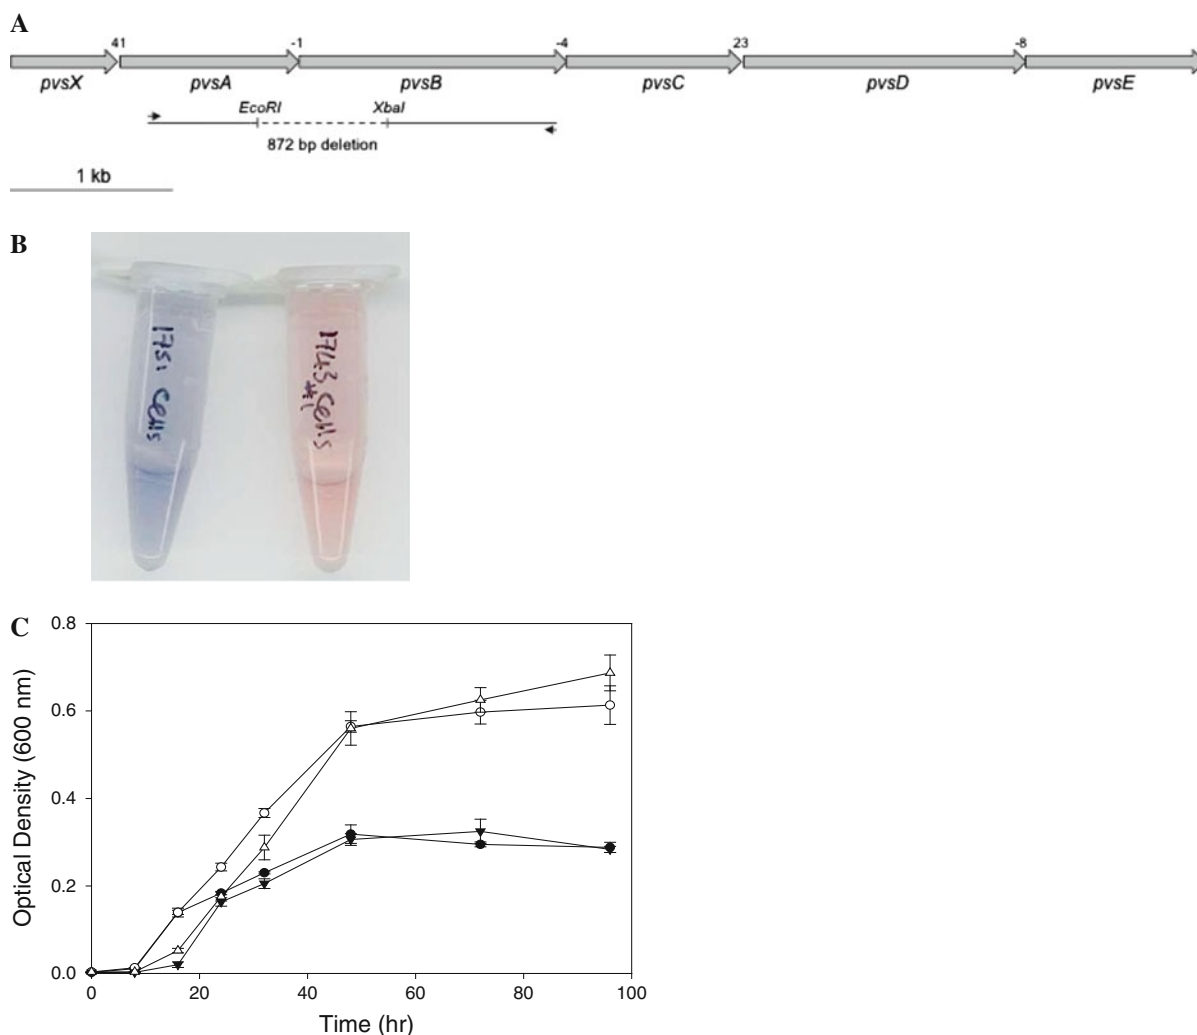 A
41 -1 -4 23 -8
pvsX pvsA pvsB pvsC pvsD pvsE
EcoRI XbaI
872 bp deletion
1 kb
B
1751 cells
1743 cells
#1
C
0.8
0.6
0.4
0.2
0.0
Optical Density (600 nm)
0 20 40 60 80 100
Time (hr)